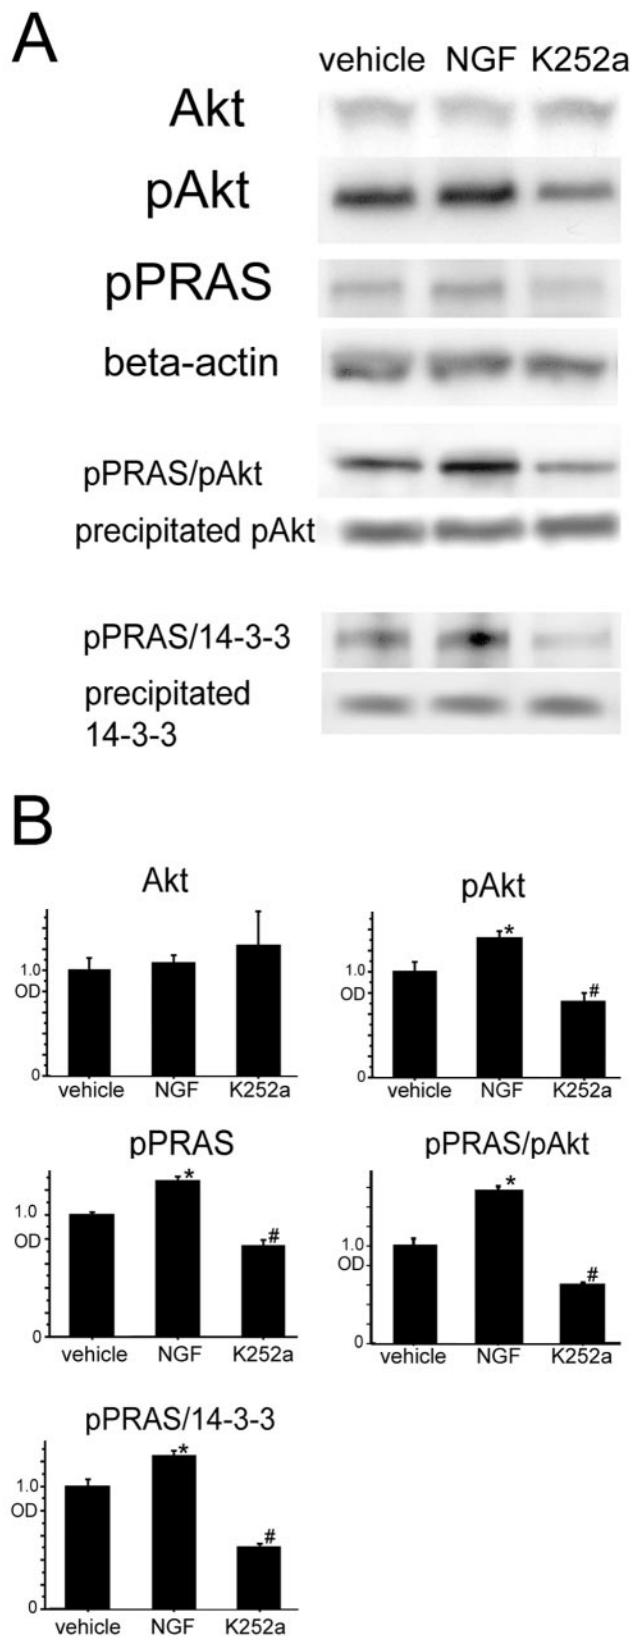 A
vehicle NGF K252a
Akt
pAkt
pPRAS
beta-actin
pPRAS/pAkt
precipitated pAkt
pPRAS/14-3-3
precipitated
14-3-3
B
Akt
1.0
OD
0
vehicle NGF K252a
pAkt
*
#
1.0
OD
0
vehicle NGF K252a
pPRAS
*
#
1.0
OD
0
vehicle NGF K252a
pPRAS/pAkt
*
#
1.0
OD
0
vehicle NGF K252a
pPRAS/14-3-3
*
#
1.0
OD
0
vehicle NGF K252a